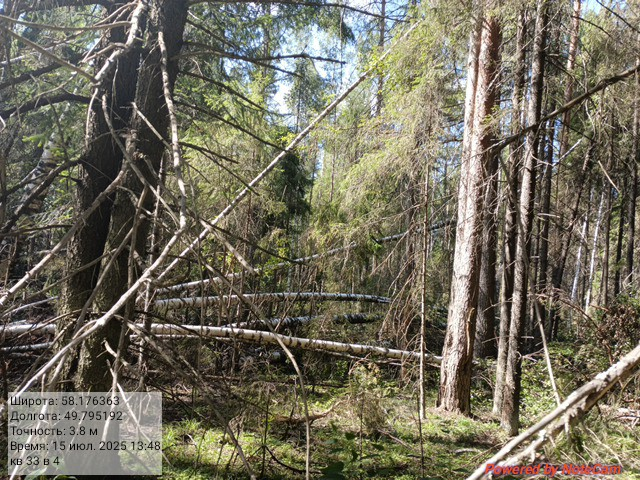 Широта: 58.176363
Долгота: 49.795192
Точность: 3.8 м
Время: 15 июл. 2025 13:48
кв 33 в 4
Powered by NoteCam